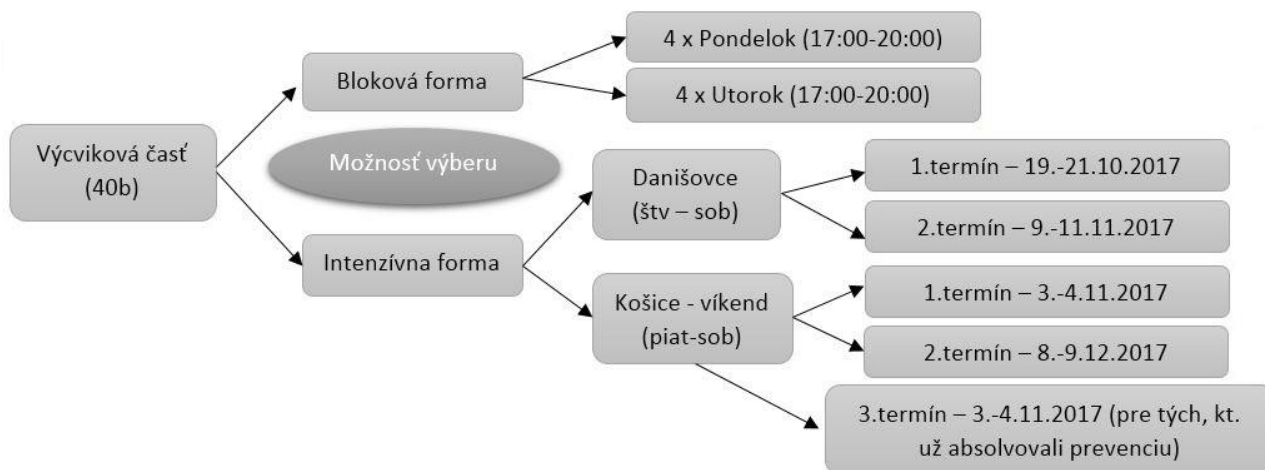 Výcviková časť
(40b)
Bloková forma
4 x Pondelok (17:00-20:00)
4 x Utorok (17:00-20:00)
Možnosť výberu
Intenzívna forma
Danišovce
(štv – sob)
1.termín – 19.-21.10.2017
2.termín – 9.-11.11.2017
Košice - víkend
(piat-sob)
1.termín – 3.-4.11.2017
2.termín – 8.-9.12.2017
3.termín – 3.-4.11.2017 (pre tých, kt.
už absolvovali prevenciu)